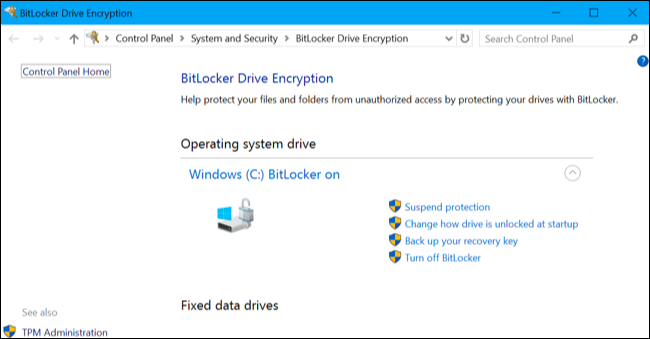 BitLocker Drive Encryption
Control Panel > System and Security > BitLocker Drive Encryption
Search Control Panel
?
Control Panel Home
BitLocker Drive Encryption
Help protect your files and folders from unauthorized access by protecting your drives with BitLocker.
Operating system drive
Windows (C:) BitLocker on
Suspend protection
Change how drive is unlocked at startup
Back up your recovery key
Turn off BitLocker
Fixed data drives
See also
TPM Administration